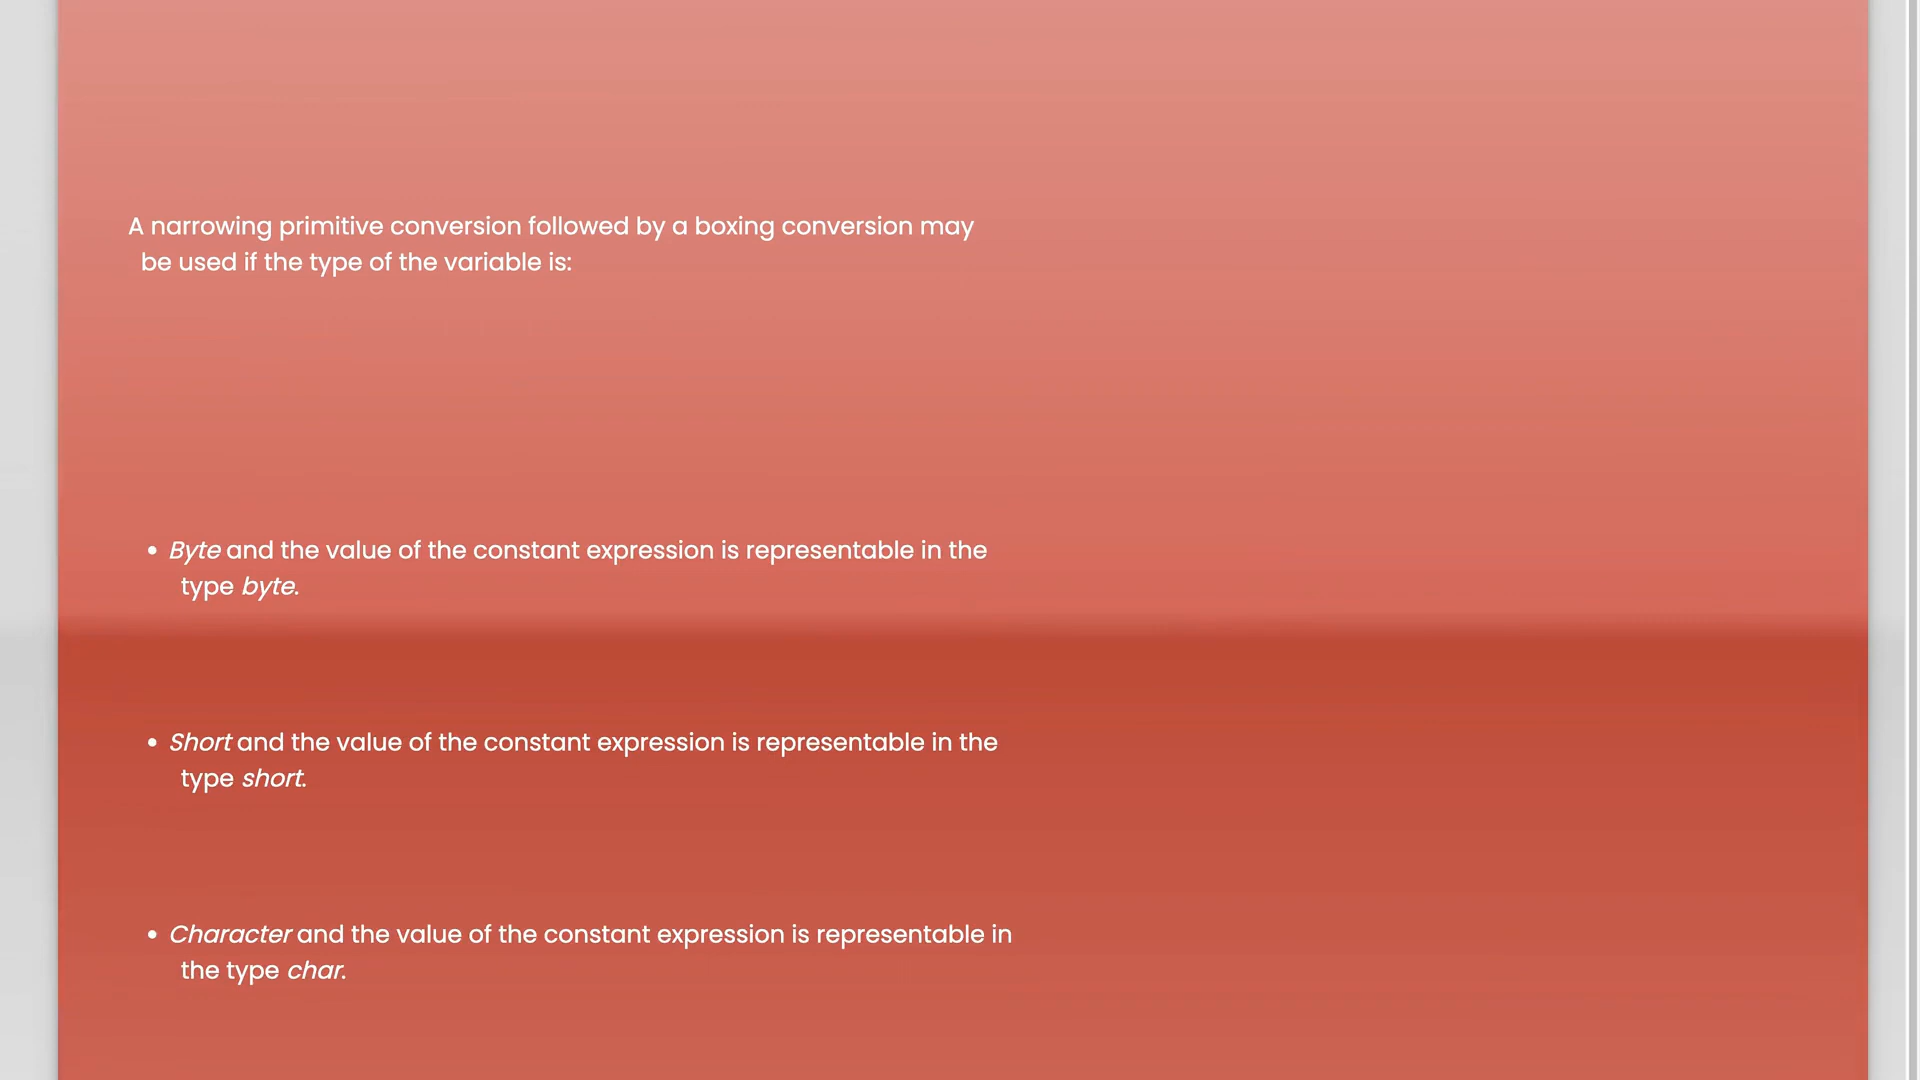 A narrowing primitive conversion followed by a boxing conversion may
be used if the type of the variable is:
• Byte and the value of the constant expression is representable in the
type byte.
• Short and the value of the constant expression is representable in the
type short.
• Character and the value of the constant expression is representable in
the type char.